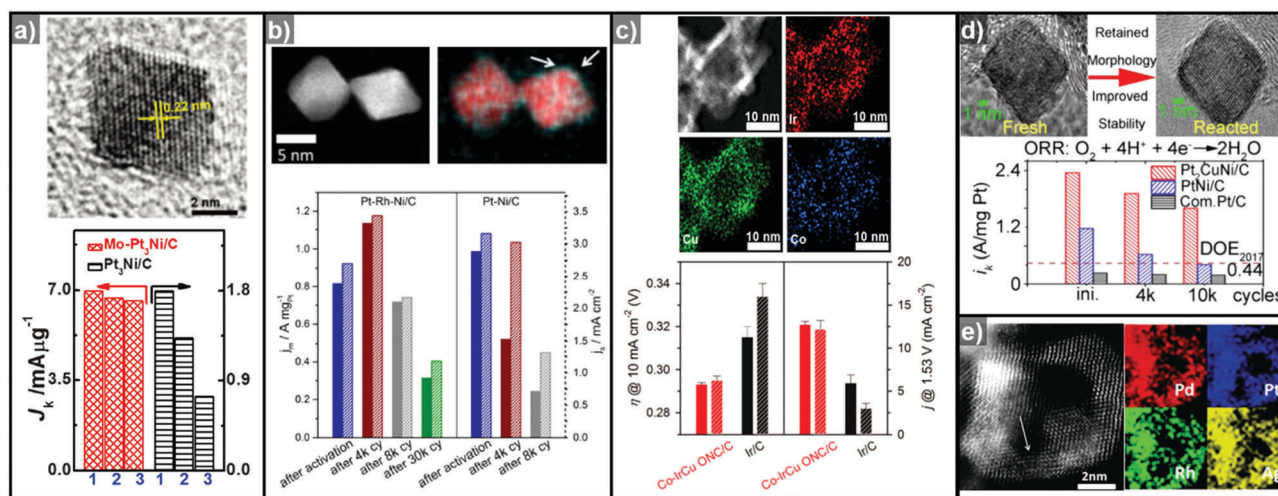 a)
0.22 nm
2 nm
Mo-Pt3Ni/C
Pt3Ni/C
7.0
3.5
0.0
1.8
0.9
0.0
Jk /mAμg-1
1 2 3 1 2 3
b)
5 nm
Pt-Rh-Ni/C
Pt-Ni/C
1.2
1.0
0.8
0.6
0.4
0.2
0.0
jm / A mgPt-1
3.5
3.0
2.5
2.0
1.5
1.0
0.5
0.0
js / mA cm-2
after activation
after 4k cy
after 8k cy
after 30k cy
after activation
after 4k cy
after 8k cy
c)
10 nm
Ir
10 nm
Cu
10 nm
Co
10 nm
0.34
0.32
0.30
0.28
η @ 10 mA cm-2 (V)
20
15
10
5
0
j @ 1.53 V (mA cm-2)
Co-IrCu ONC/C
Ir/C
Co-IrCu ONC/C
Ir/C
d)
1 nm
Fresh
Retained
Morphology
Improved
Stability
1 nm
Reacted
ORR: O2 + 4H+ + 4e-→2H2O
Pt2CuNi/C
PtNi/C
Com.Pt/C
2.4
1.2
0.0
ik (A/mg Pt)
DOE2017
0.44
ini. 4k 10k cycles
e)
2nm
Pd
Pt
Rh
Ag